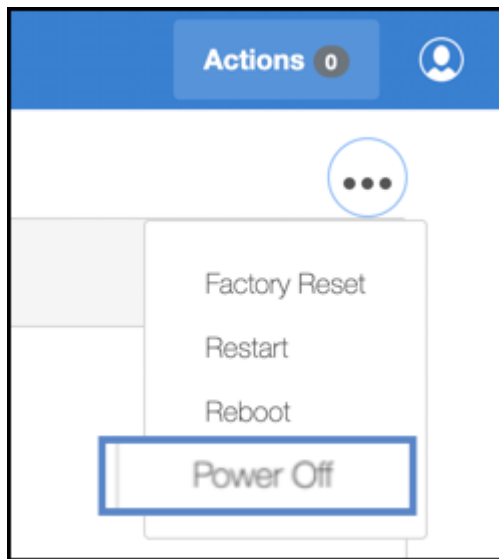 Actions 0
Factory Reset
Restart
Reboot
Power Off